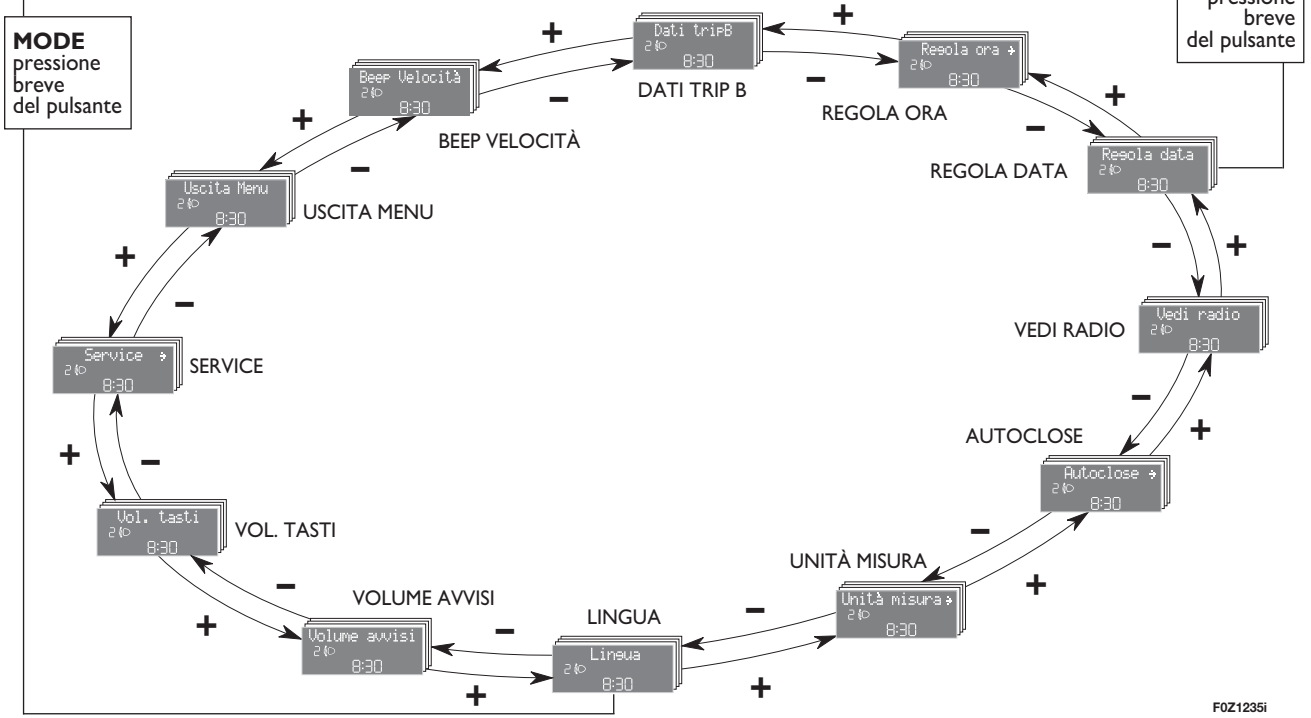 MODE
pressione
breve
del pulsante
pressione
breve
del pulsante
Dati tripB
8:30
DATI TRIP B
Regola ora
8:30
REGOLA ORA
Regola data
8:30
REGOLA DATA
Vedi radio
8:30
VEDI RADIO
Autoclose
8:30
AUTOCLOSE
Unità misura
8:30
UNITÀ MISURA
Lingua
8:30
LINGUA
Volume avvisi
8:30
VOLUME AVVISI
Vol. tasti
8:30
VOL. TASTI
Service
8:30
SERVICE
Uscita Menu
8:30
USCITA MENU
Beep Velocità
8:30
BEEP VELOCITÀ
+
–
+
–
+
–
+
–
+
–
+
–
+
–
+
–
+
–
+
–
+
–
+
–
F0Z1235i